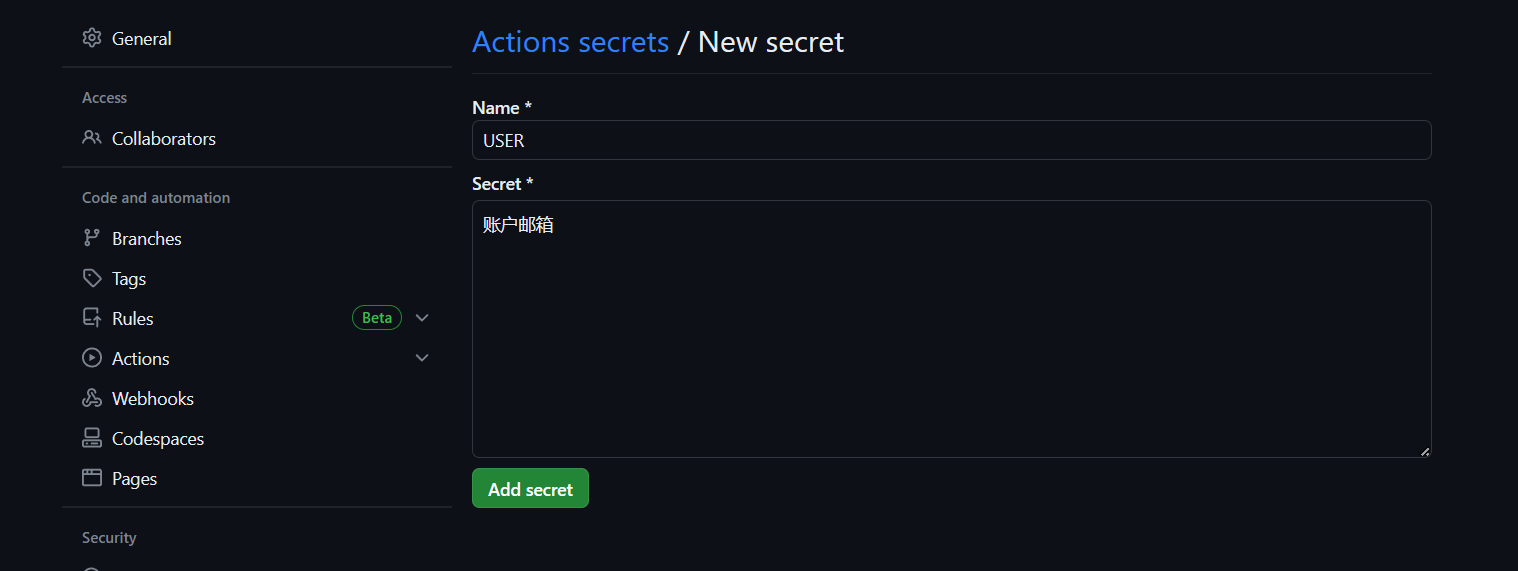 General
Access
Collaborators
Code and automation
Branches
Tags
Rules Beta
Actions
Webhooks
Codespaces
Pages
Security
Actions secrets / New secret
Name *
USER
Secret *
账户邮箱
Add secret